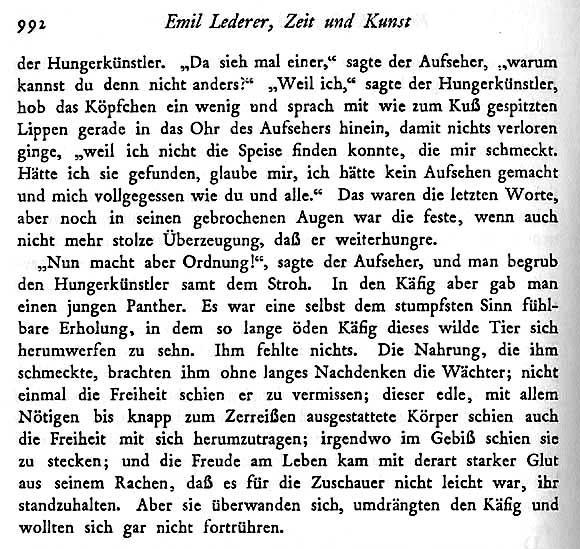 992 Emil Lederer, Zeit und Kunst
der Hungerkünstler. „Da sieh mal einer,“ sagte der Aufseher, „warum
kannst du denn nicht anders?“ „Weil ich,“ sagte der Hungerkünstler,
hob das Köpfchen ein wenig und sprach mit wie zum Kuß gespitzten
Lippen gerade in das Ohr des Aufsehers hinein, damit nichts verloren
ginge, „weil ich nicht die Speise finden konnte, die mir schmeckt.
Hätte ich sie gefunden, glaube mir, ich hätte kein Aufsehen gemacht
und mich vollgegessen wie du und alle.“ Das waren die letzten Worte,
aber noch in seinen gebrochenen Augen war die feste, wenn auch
nicht mehr stolze Überzeugung, daß er weiterhungre.
„Nun macht aber Ordnung!“, sagte der Aufseher, und man begrub
den Hungerkünstler samt dem Stroh. In den Käfig aber gab man
einen jungen Panther. Es war eine selbst dem stumpfsten Sinn fühl-
bare Erholung, in dem so lange öden Käfig dieses wilde Tier sich
herumwerfen zu sehn. Ihm fehlte nichts. Die Nahrung, die ihm
schmeckte, brachten ihm ohne langes Nachdenken die Wächter; nicht
einmal die Freiheit schien er zu vermissen; dieser edle, mit allem
Nötigen bis knapp zum Zerreißen ausgestattete Körper schien auch
die Freiheit mit sich herumzutragen; irgendwo im Gebiß schien sie
zu stecken; und die Freude am Leben kam mit derart starker Glut
aus seinem Rachen, daß es für die Zuschauer nicht leicht war, ihr
standzuhalten. Aber sie überwanden sich, umdrängten den Käfig und
wollten sich gar nicht fortrühren.